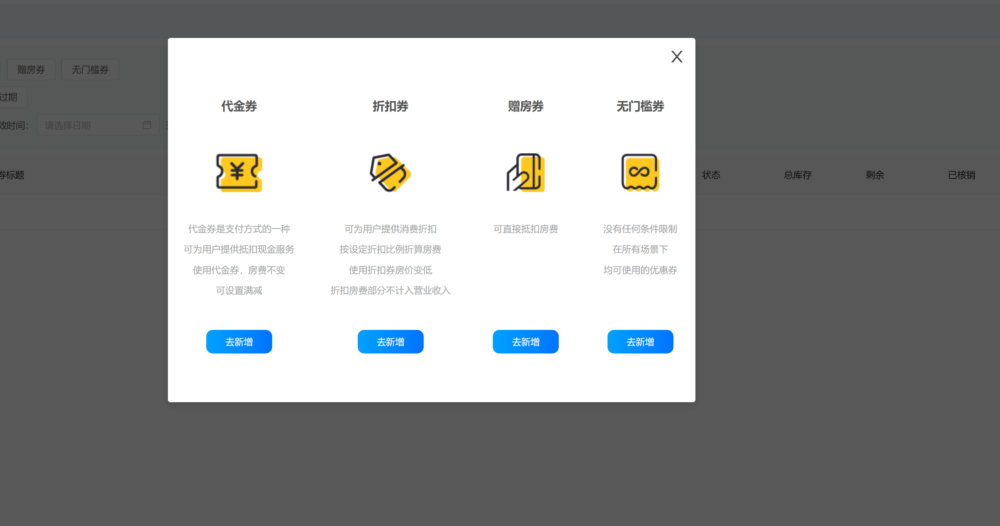 赠房券
无门槛券
过期
效时间：
请选择日期
券标题
状态
总库存
剩余
已核销
代金券
代金券是支付方式的一种
可为用户提供抵扣现金服务
使用代金券，房费不变
可设置满减
去新增
折扣券
可为用户提供消费折扣
按设定折扣比例折算房费
使用折扣券房价变低
折扣房费部分不计入营业收入
去新增
赠房券
可直接抵扣房费
去新增
无门槛券
没有任何条件限制
在所有场景下
均可使用的优惠券
去新增